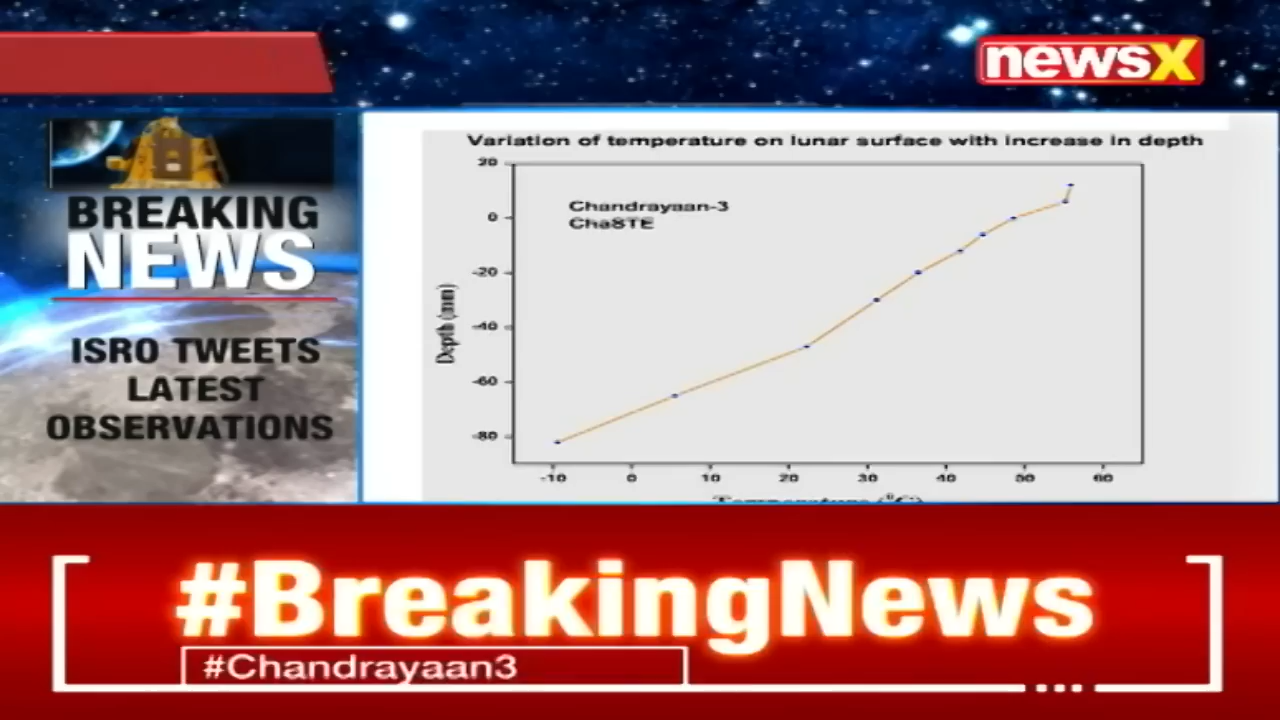 newsX
BREAKING
NEWS
ISRO TWEETS
LATEST
OBSERVATIONS
Variation of temperature on lunar surface with increase in depth
Chandrayaan-3
ChaSTE
Depth (mm)
20
0
-20
-40
-60
-80
-10 0 10 20 30 40 50 60
Temperature (⁰C)
#BreakingNews
#Chandrayaan3